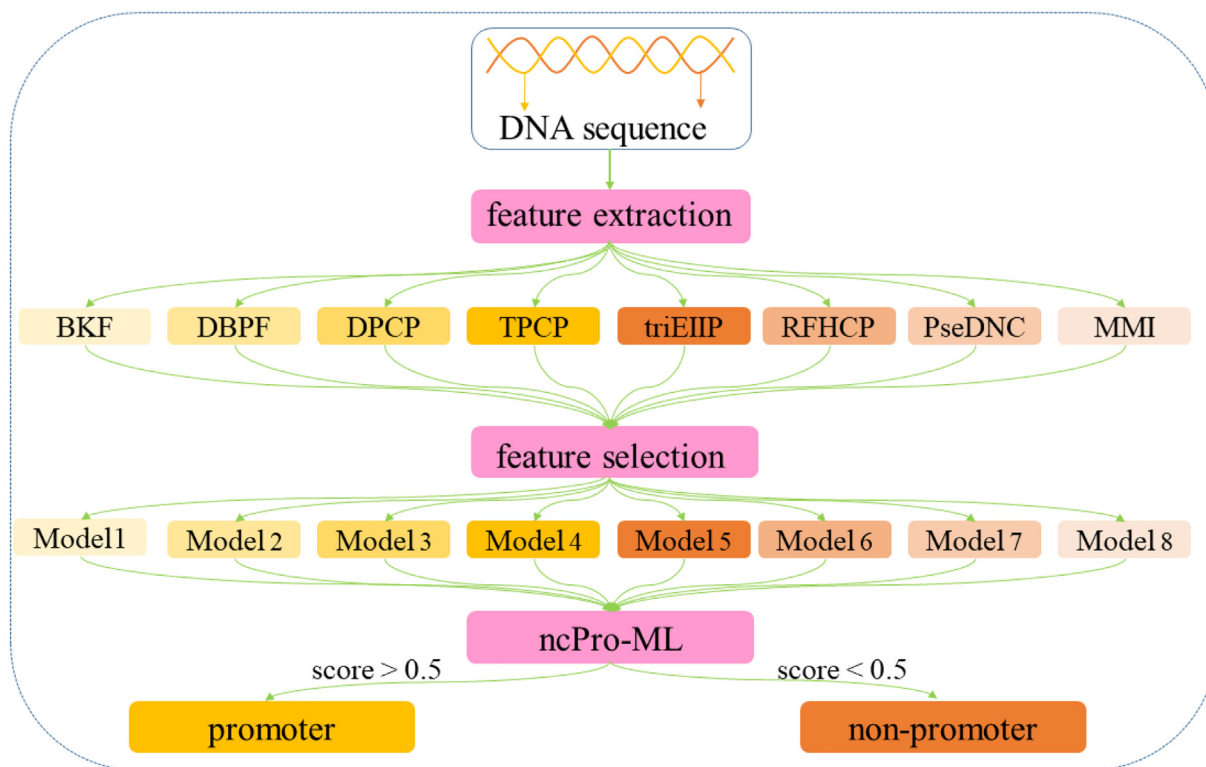 DNA sequence
feature extraction
BKF
DBPF
DPCP
TPCP
triEIIP
RFHCP
PseDNC
MMI
feature selection
Model1
Model 2
Model 3
Model 4
Model 5
Model 6
Model 7
Model 8
ncPro-ML
score > 0.5
score < 0.5
promoter
non-promoter